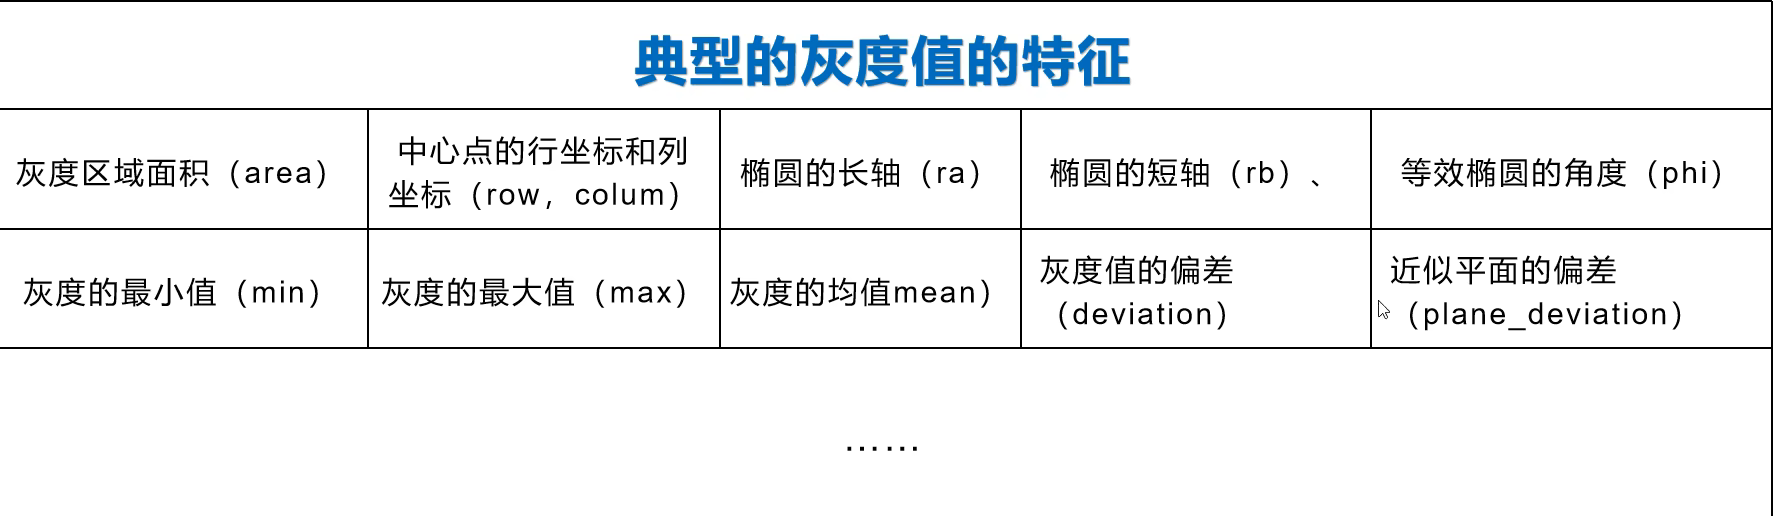 典型的灰度值的特征
灰度区域面积（area）
中心点的行坐标和列
坐标（row，colum）
椭圆的长轴（ra）
椭圆的短轴（rb）、
等效椭圆的角度（phi）
灰度的最小值（min）
灰度的最大值（max）
灰度的均值mean）
灰度值的偏差
（deviation）
近似平面的偏差
（plane_deviation）
……